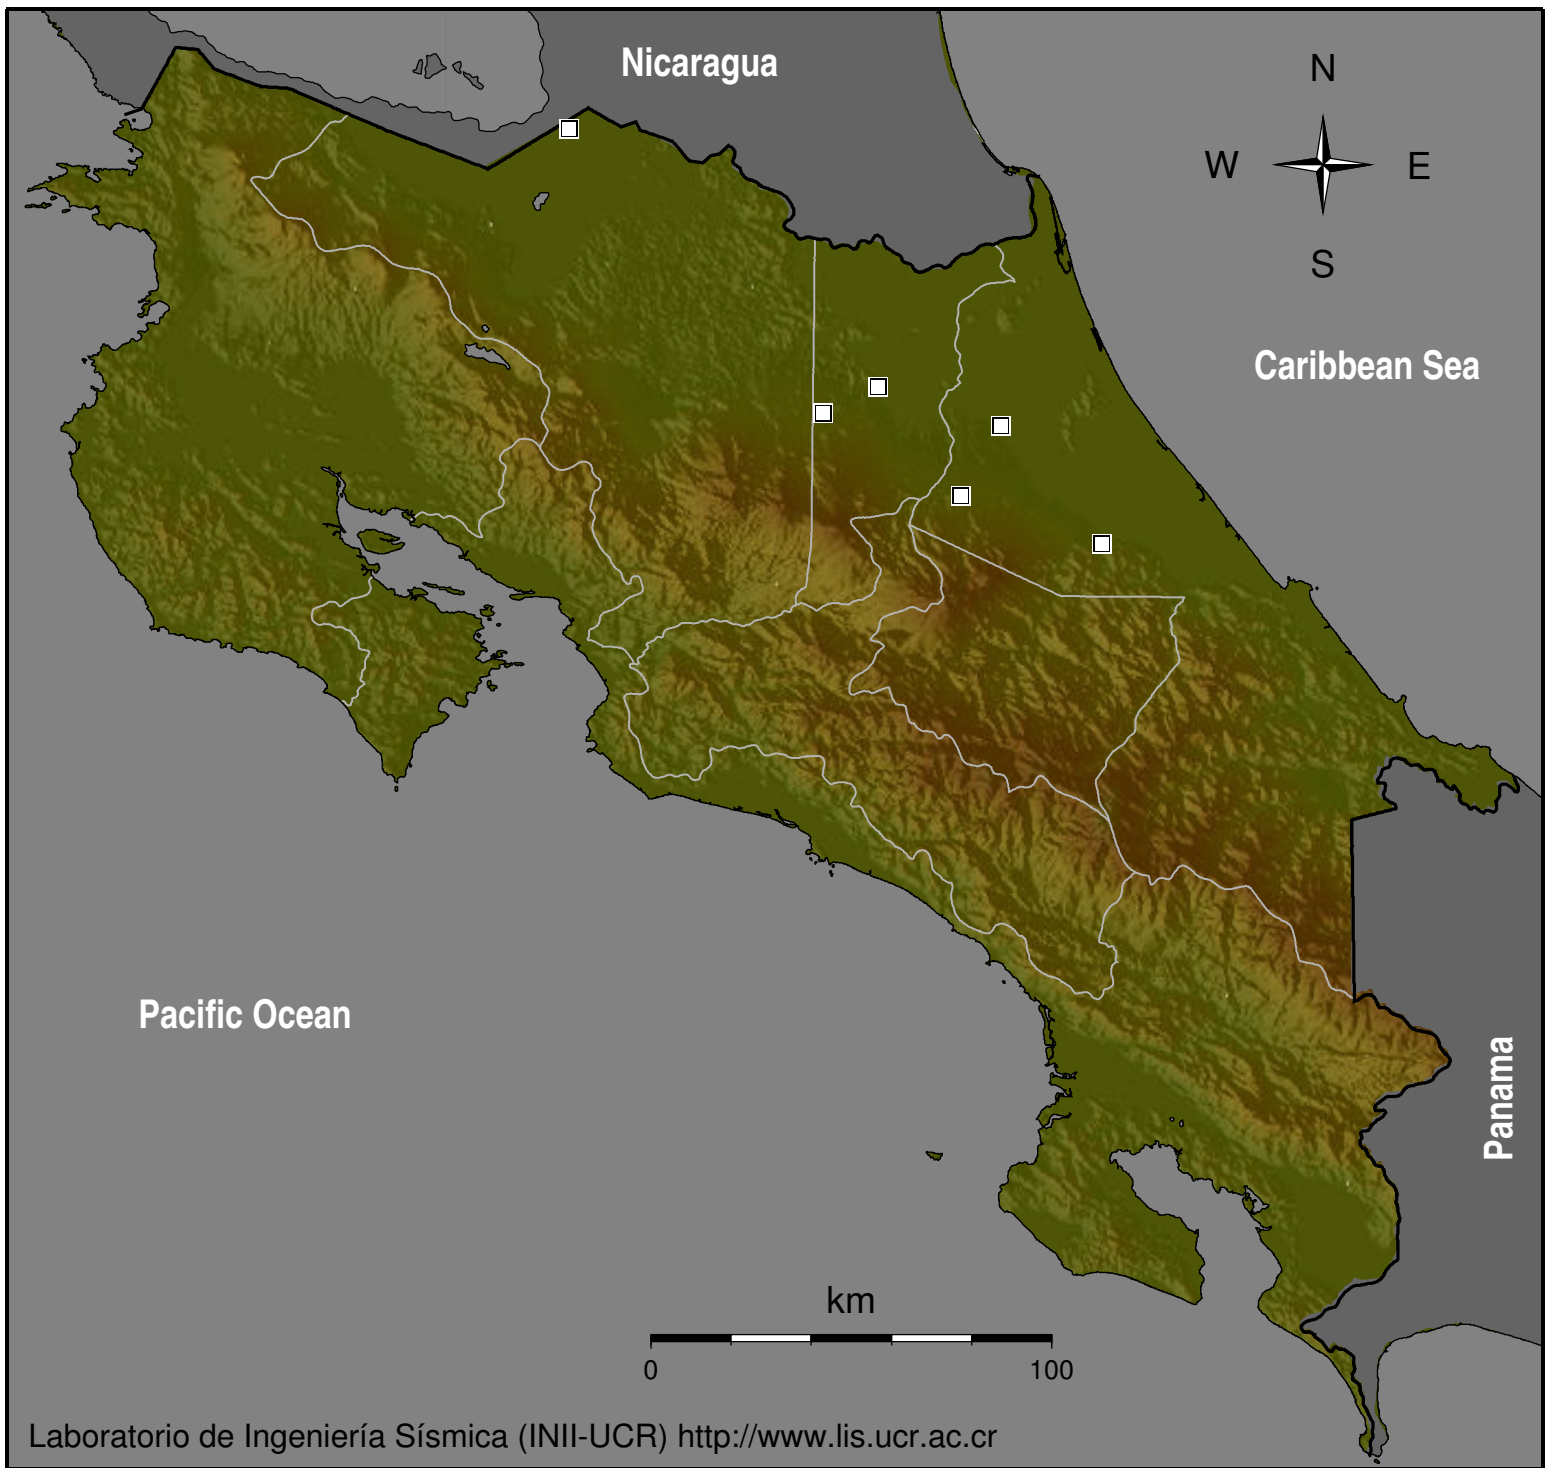 Nicaragua
N
W
E
S
Caribbean Sea
Pacific Ocean
Panama
km
0
100
Laboratorio de Ingeniería Sísmica (INII-UCR) http://www.lis.ucr.ac.cr